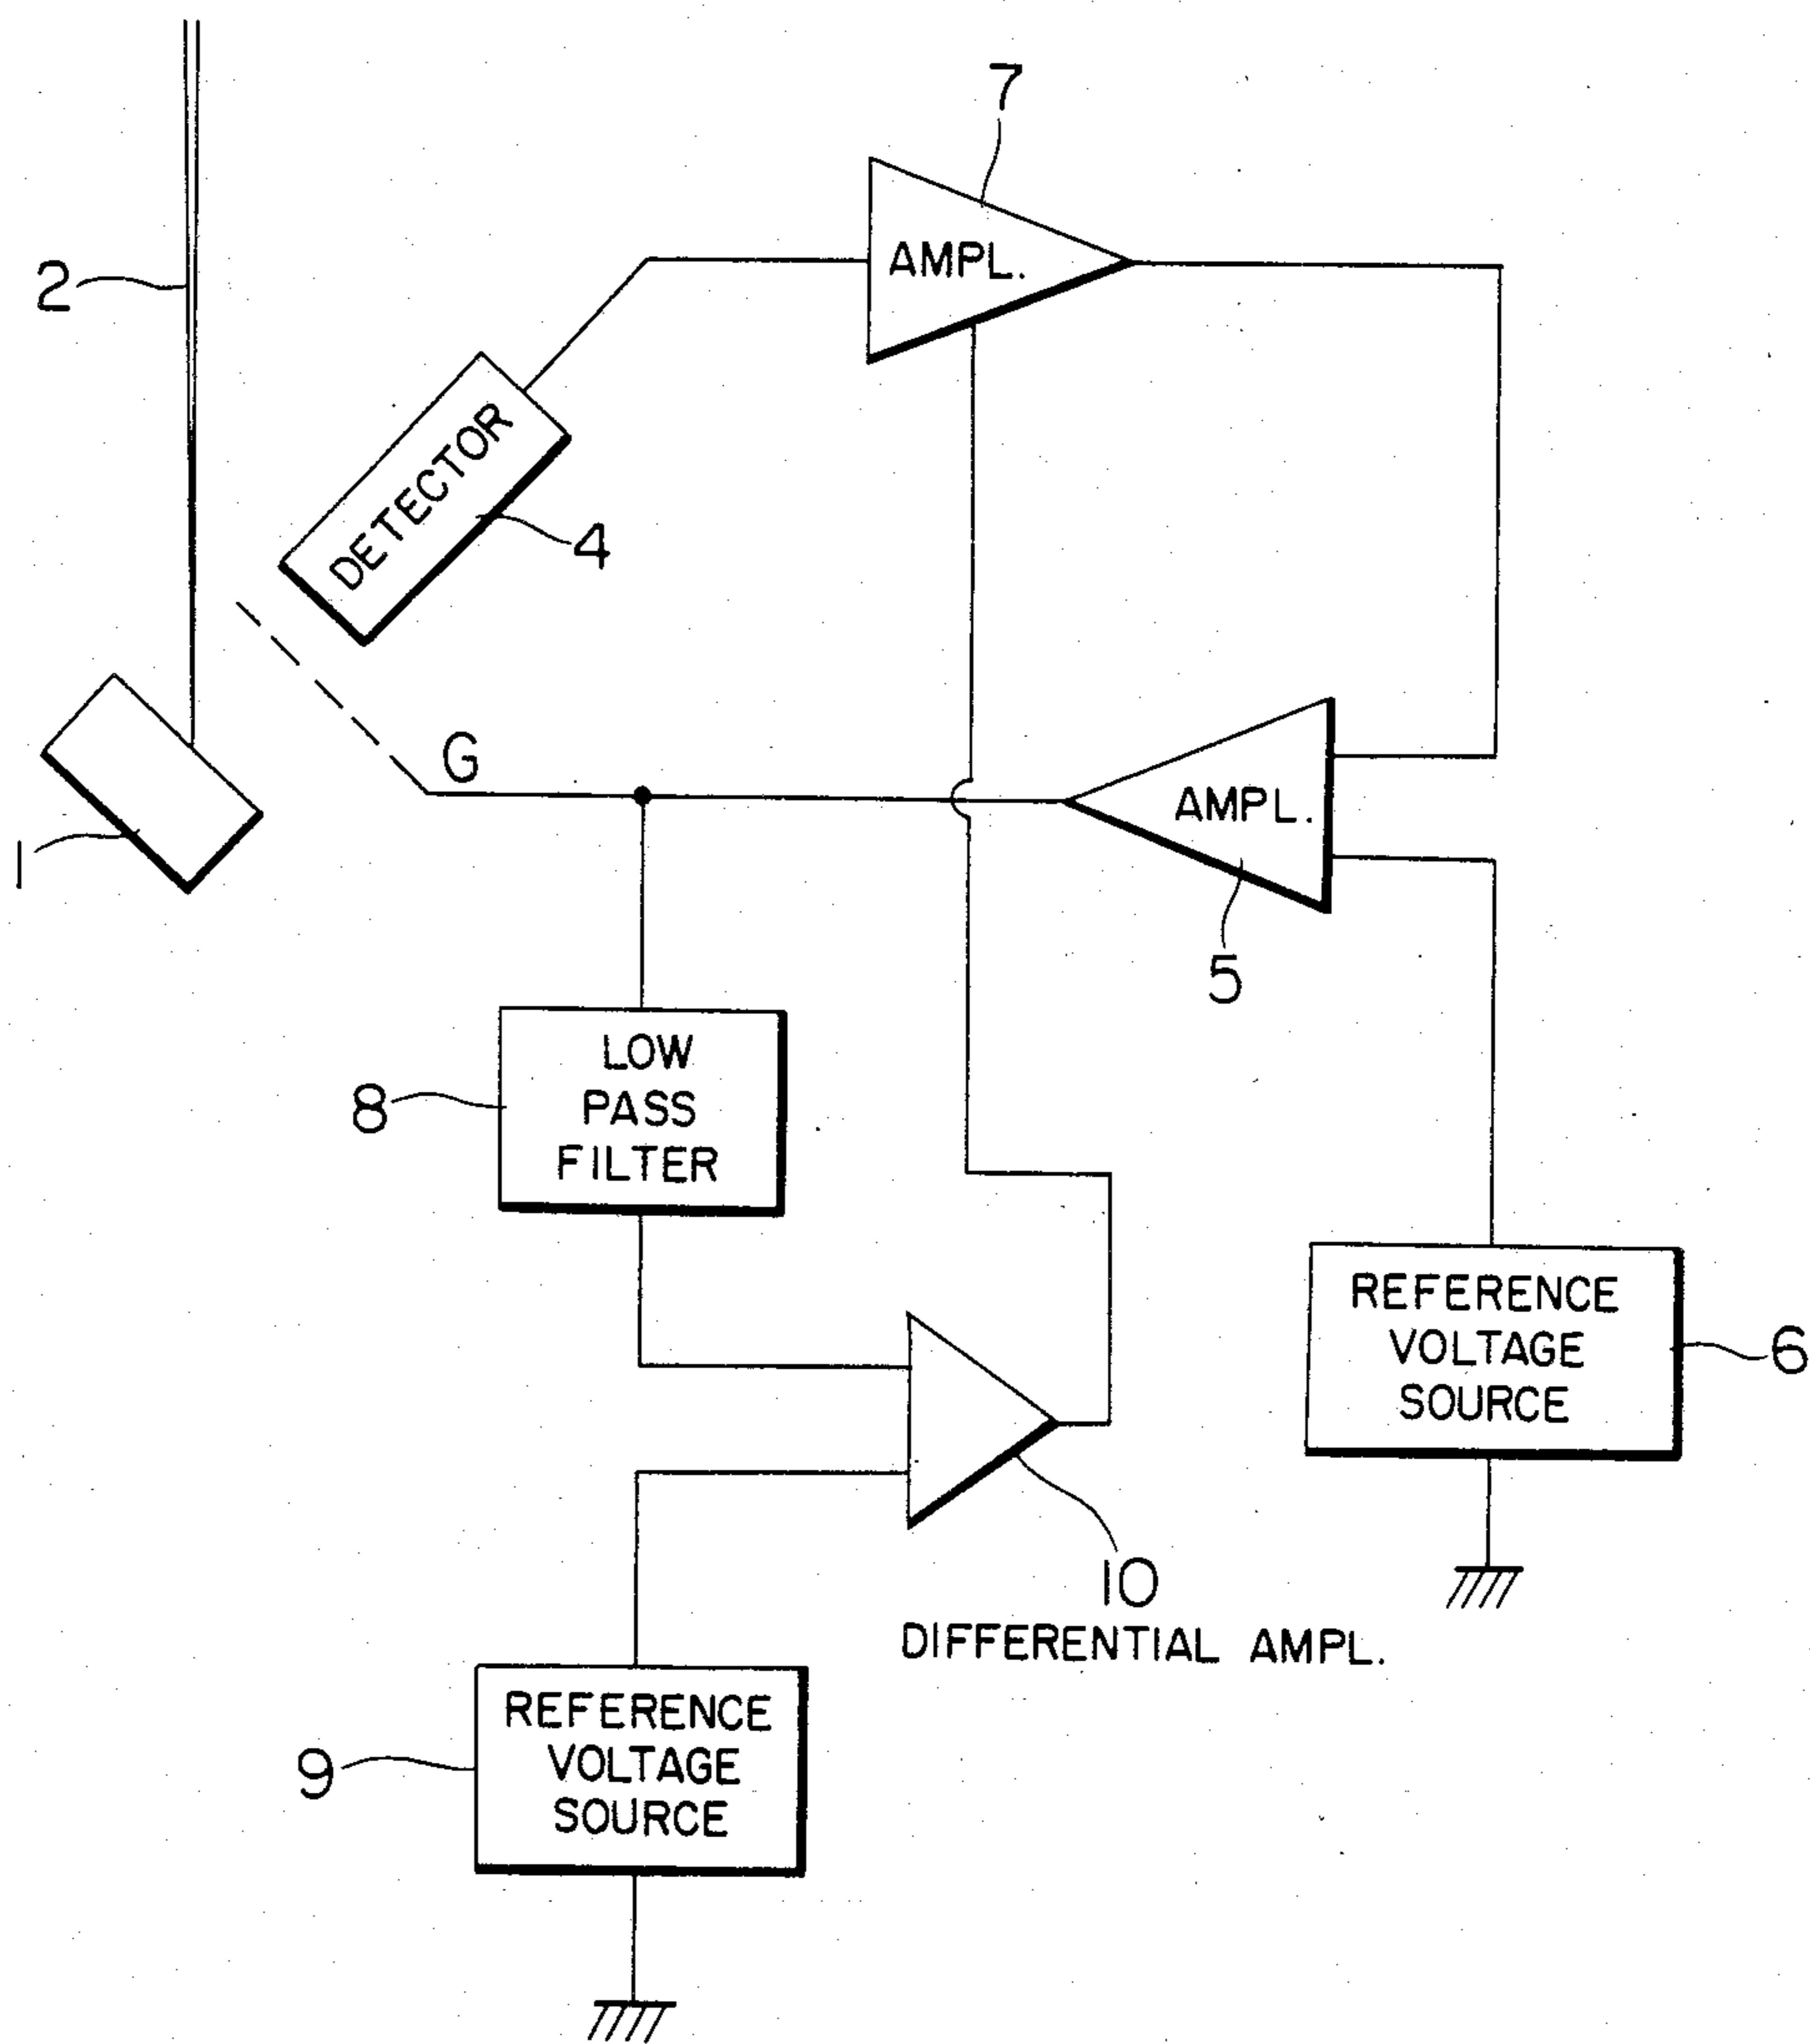 7
AMPL.
2
DETECTOR
4
G
AMPL.
1
5
LOW
PASS
FILTER
8
REFERENCE
VOLTAGE
SOURCE
6
10
DIFFERENTIAL AMPL.
REFERENCE
VOLTAGE
SOURCE
9